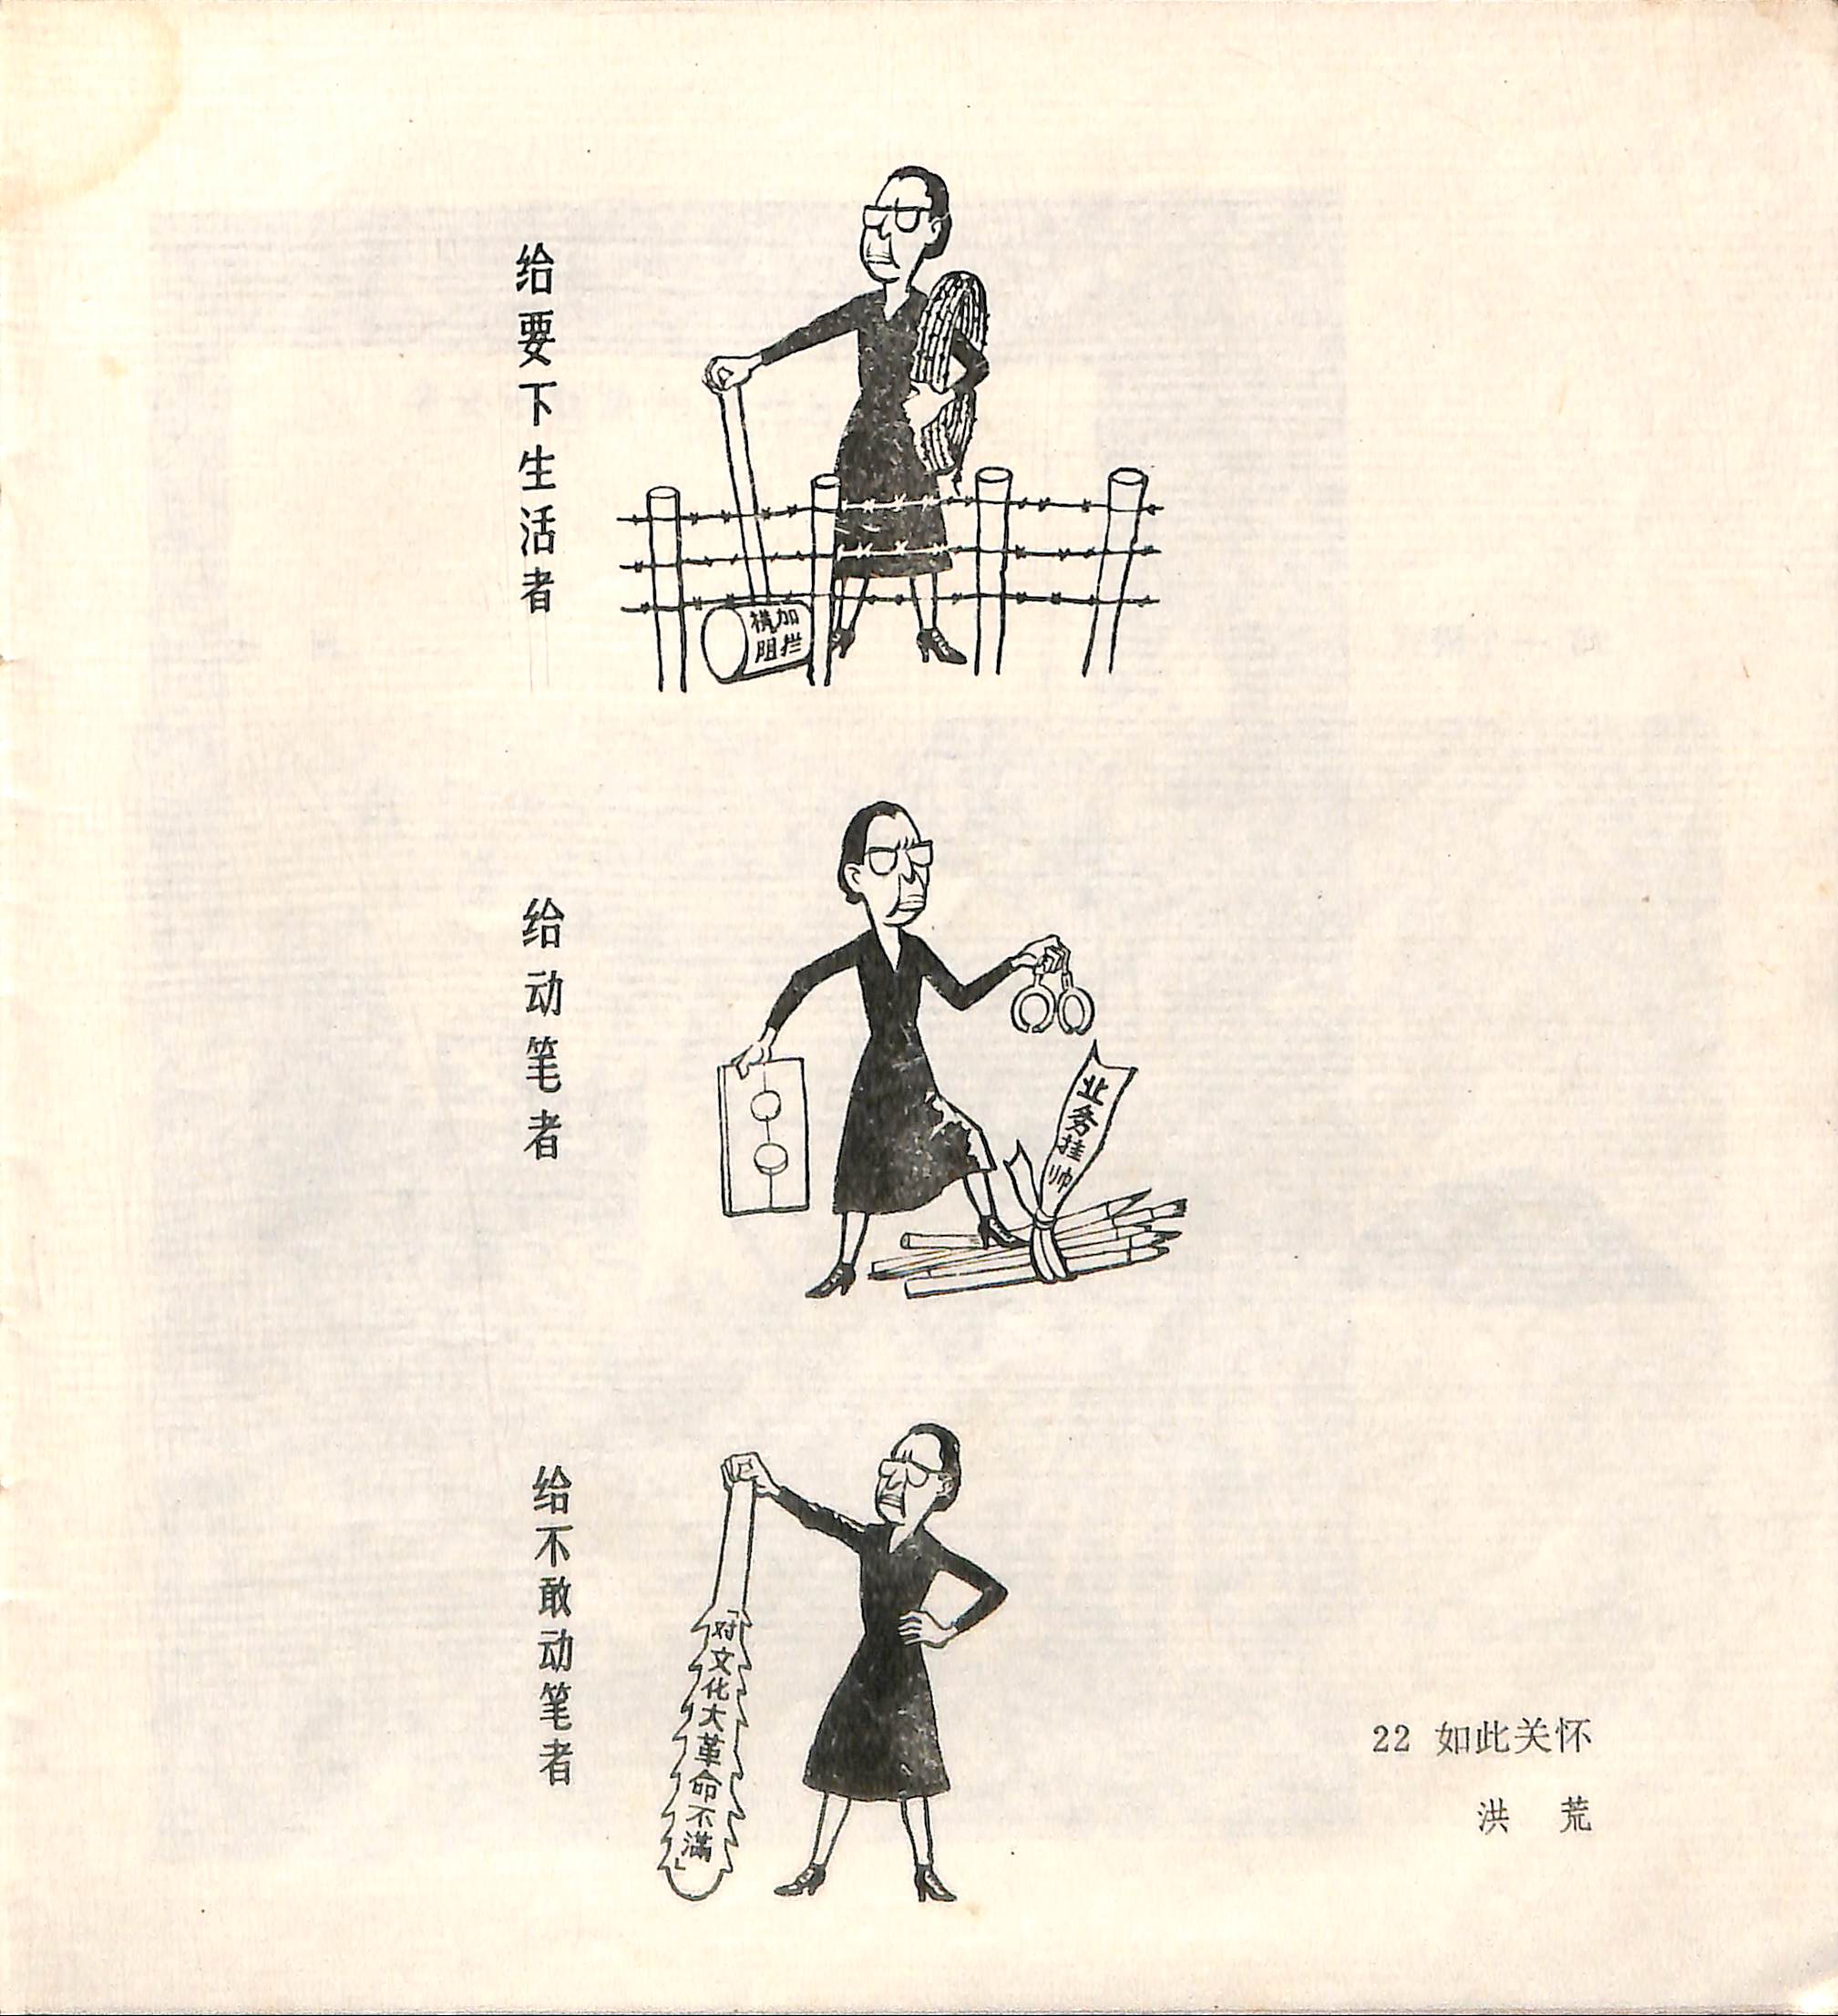 给要下生活者
横加
阻拦
给动笔者
业务挂帅
给不敢动笔者
「对文化大革命不满」
22 如此关怀
洪 荒